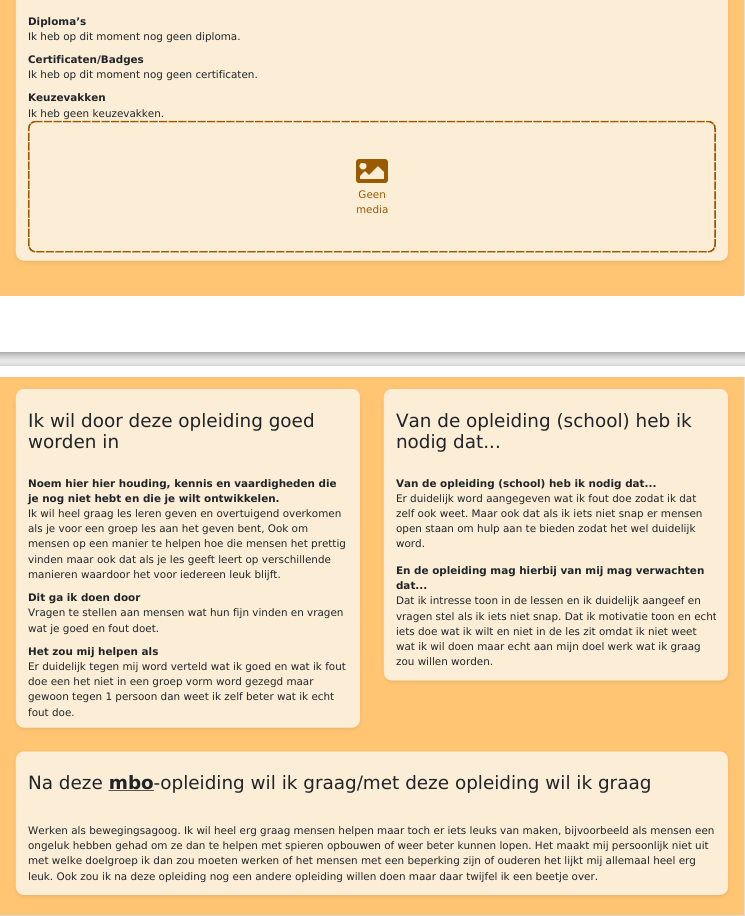 Diploma’s
Ik heb op dit moment nog geen diploma.
Certificaten/Badges
Ik heb op dit moment nog geen certificaten.
Keuzevakken
Ik heb geen keuzevakken.
Geen
media
Ik wil door deze opleiding goed
worden in
Noem hier hier houding, kennis en vaardigheden die
je nog niet hebt en die je wilt ontwikkelen.
Ik wil heel graag les leren geven en overtuigend overkomen
als je voor een groep les aan het geven bent, Ook om
mensen op een manier te helpen hoe die mensen het prettig
vinden maar ook dat als je les geeft leert op verschillende
manieren waardoor het voor iedereen leuk blijft.
Dit ga ik doen door
Vragen te stellen aan mensen wat hun fijn vinden en vragen
wat je goed en fout doet.
Het zou mij helpen als
Er duidelijk tegen mij word verteld wat ik goed en wat ik fout
doe een het niet in een groep vorm word gezegd maar
gewoon tegen 1 persoon dan weet ik zelf beter wat ik echt
fout doe.
Van de opleiding (school) heb ik
nodig dat...
Van de opleiding (school) heb ik nodig dat...
Er duidelijk word aangegeven wat ik fout doe zodat ik dat
zelf ook weet. Maar ook dat als ik iets niet snap er mensen
open staan om hulp aan te bieden zodat het wel duidelijk
word.
En de opleiding mag hierbij van mij mag verwachten
dat...
Dat ik intresse toon in de lessen en ik duidelijk aangeef en
vragen stel als ik iets niet snap. Dat ik motivatie toon en echt
iets doe wat ik wilt en niet in de les zit omdat ik niet weet
wat ik wil doen maar echt aan mijn doel werk wat ik graag
zou willen worden.
Na deze mbo-opleiding wil ik graag/met deze opleiding wil ik graag
Werken als bewegingsagoog. Ik wil heel erg graag mensen helpen maar toch er iets leuks van maken, bijvoorbeeld als mensen een
ongeluk hebben gehad om ze dan te helpen met spieren opbouwen of weer beter kunnen lopen. Het maakt mij persoonlijk niet uit
met welke doelgroep ik dan zou moeten werken of het mensen met een beperking zijn of ouderen het lijkt mij allemaal heel erg
leuk. Ook zou ik na deze opleiding nog een andere opleiding willen doen maar daar twijfel ik een beetje over.